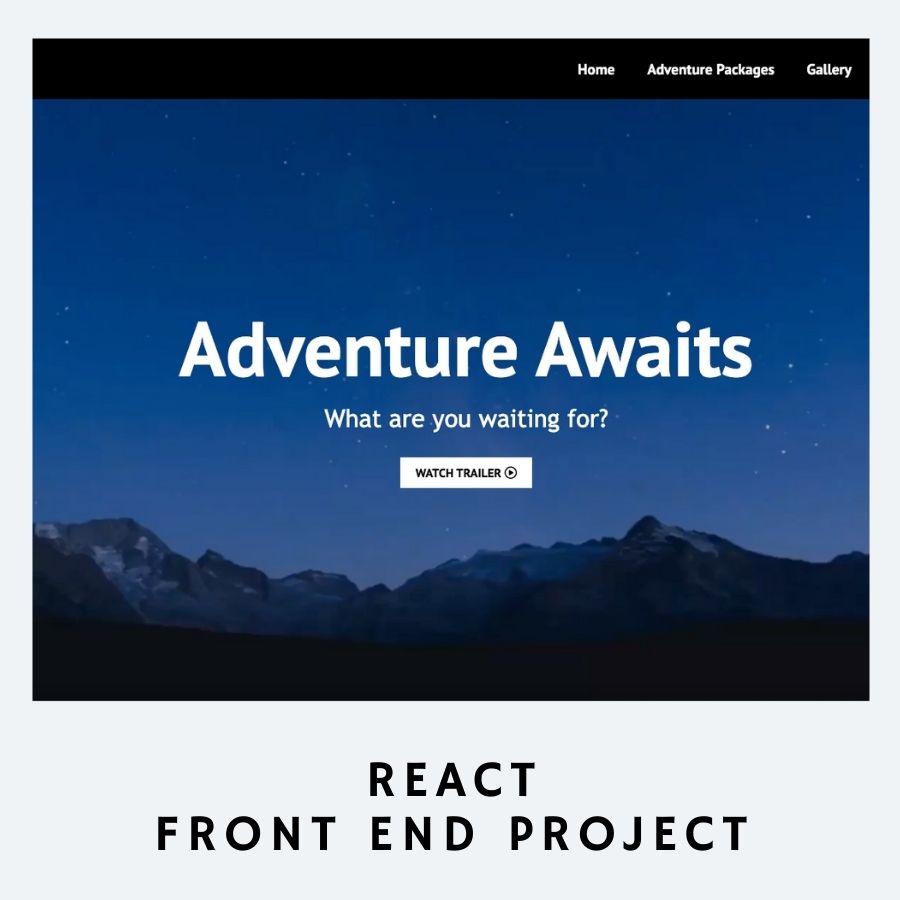 Home Adventure Packages Gallery
Adventure Awaits
What are you waiting for?
WATCH TRAILER
REACT
FRONT END PROJECT